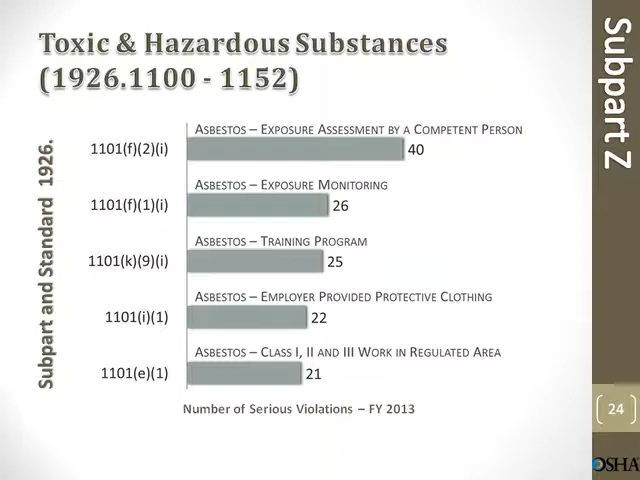 Toxic & Hazardous Substances
(1926.1100 - 1152)
Subpart Z
Subpart and Standard 1926.
Asbestos – Exposure Assessment by a Competent Person
1101(f)(2)(i)
40
Asbestos – Exposure Monitoring
1101(f)(1)(i)
26
Asbestos – Training Program
1101(k)(9)(i)
25
Asbestos – Employer Provided Protective Clothing
1101(i)(1)
22
Asbestos – Class I, II and III Work in Regulated Area
1101(e)(1)
21
Number of Serious Violations – FY 2013
24
OSHA